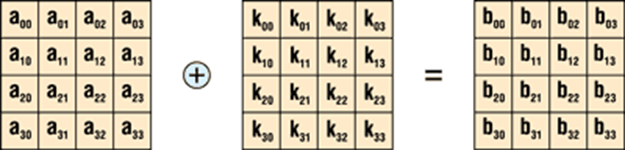 a00 a01 a02 a03 k00 k01 k02 k03 b00 b01 b02 b03
a10 a11 a12 a13 k10 k11 k12 k13 b10 b11 b12 b13
+ =
a20 a21 a22 a23 k20 k21 k22 k23 b20 b21 b22 b23
a30 a31 a32 a33 k30 k31 k32 k33 b30 b31 b32 b33